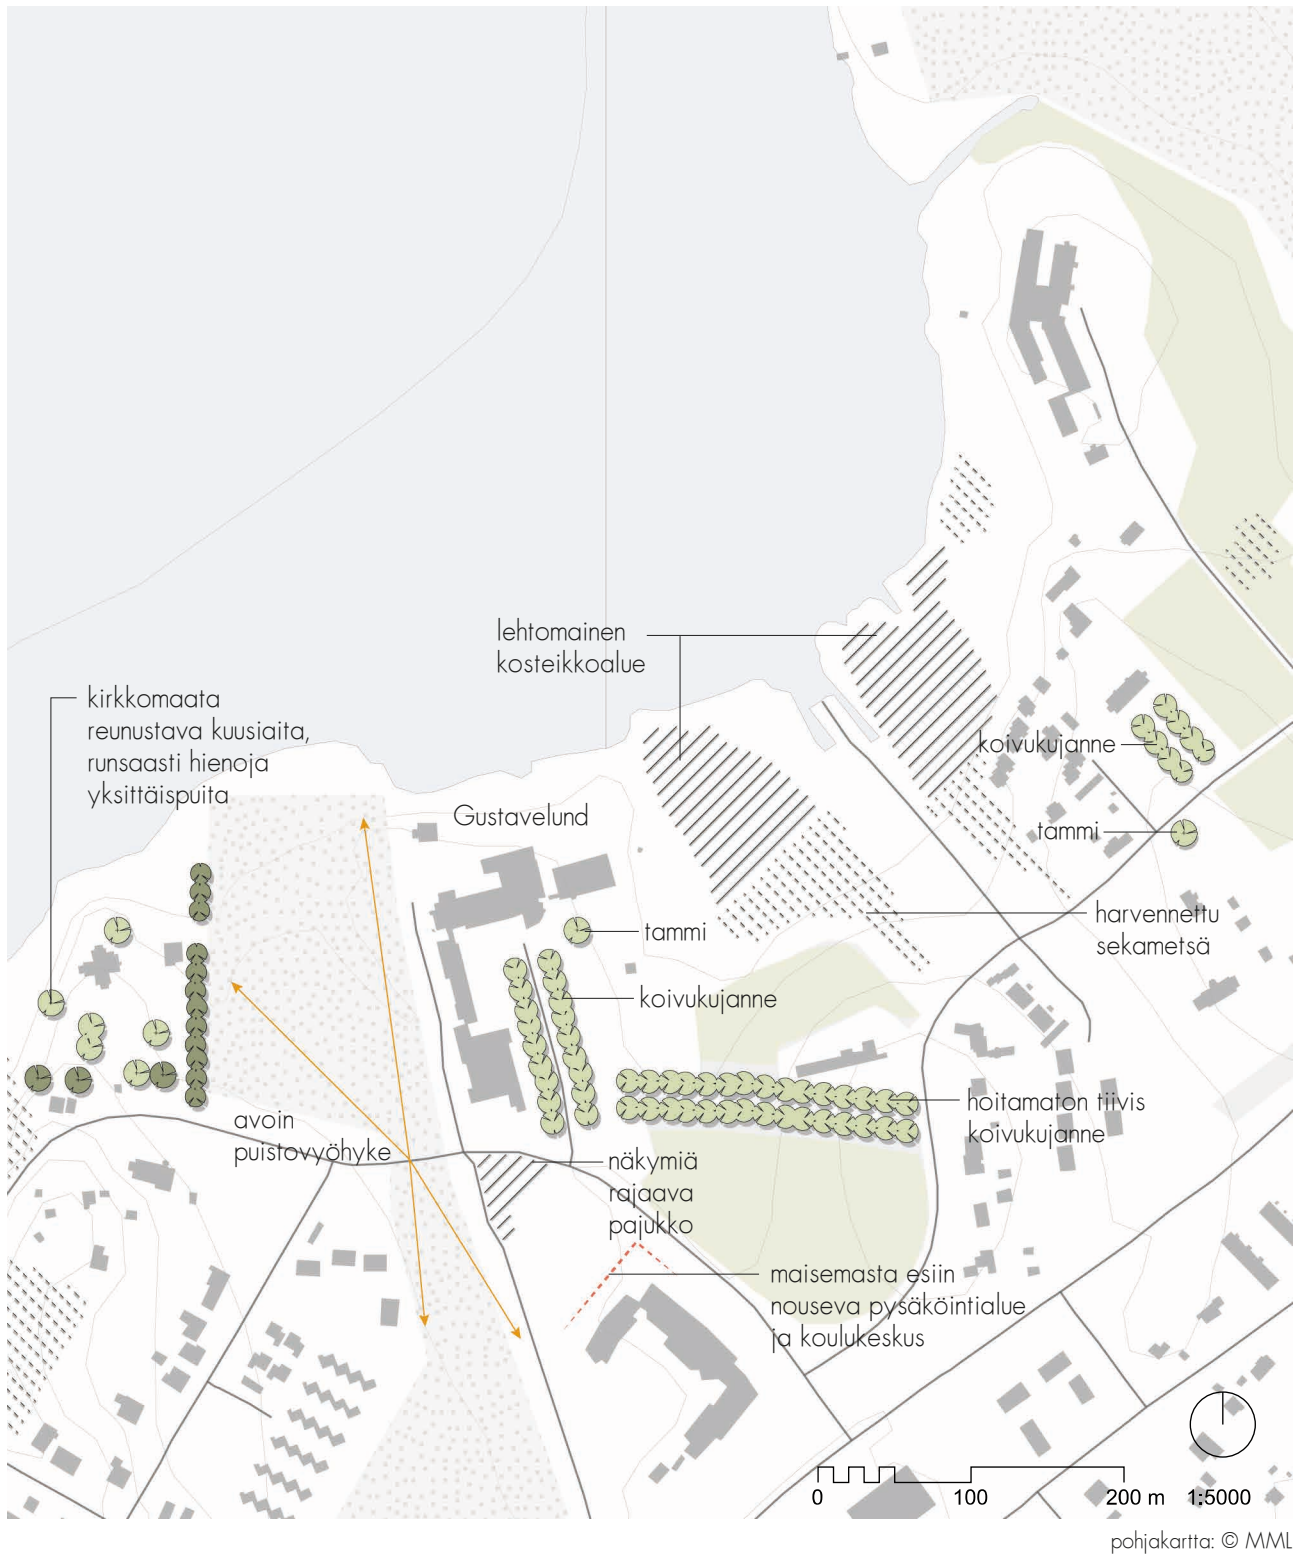 lehtomainen
kosteikkoalue
kirkkomaata
reunustava kuusiaita,
runsaasti hienoja
yksittäispuita
koivukujanne
Gustavelund
tammi
harvennettu
sekametsä
tammi
koivukujanne
avoin
puistovyöhyke
hoitamaton tiivis
koivukujanne
näkymiä
rajaava
pajukko
maisemasta esiin
nouseva pysäköintialue
ja koulukeskus
0 100 200 m 1:5000
pohjakartta: © MML